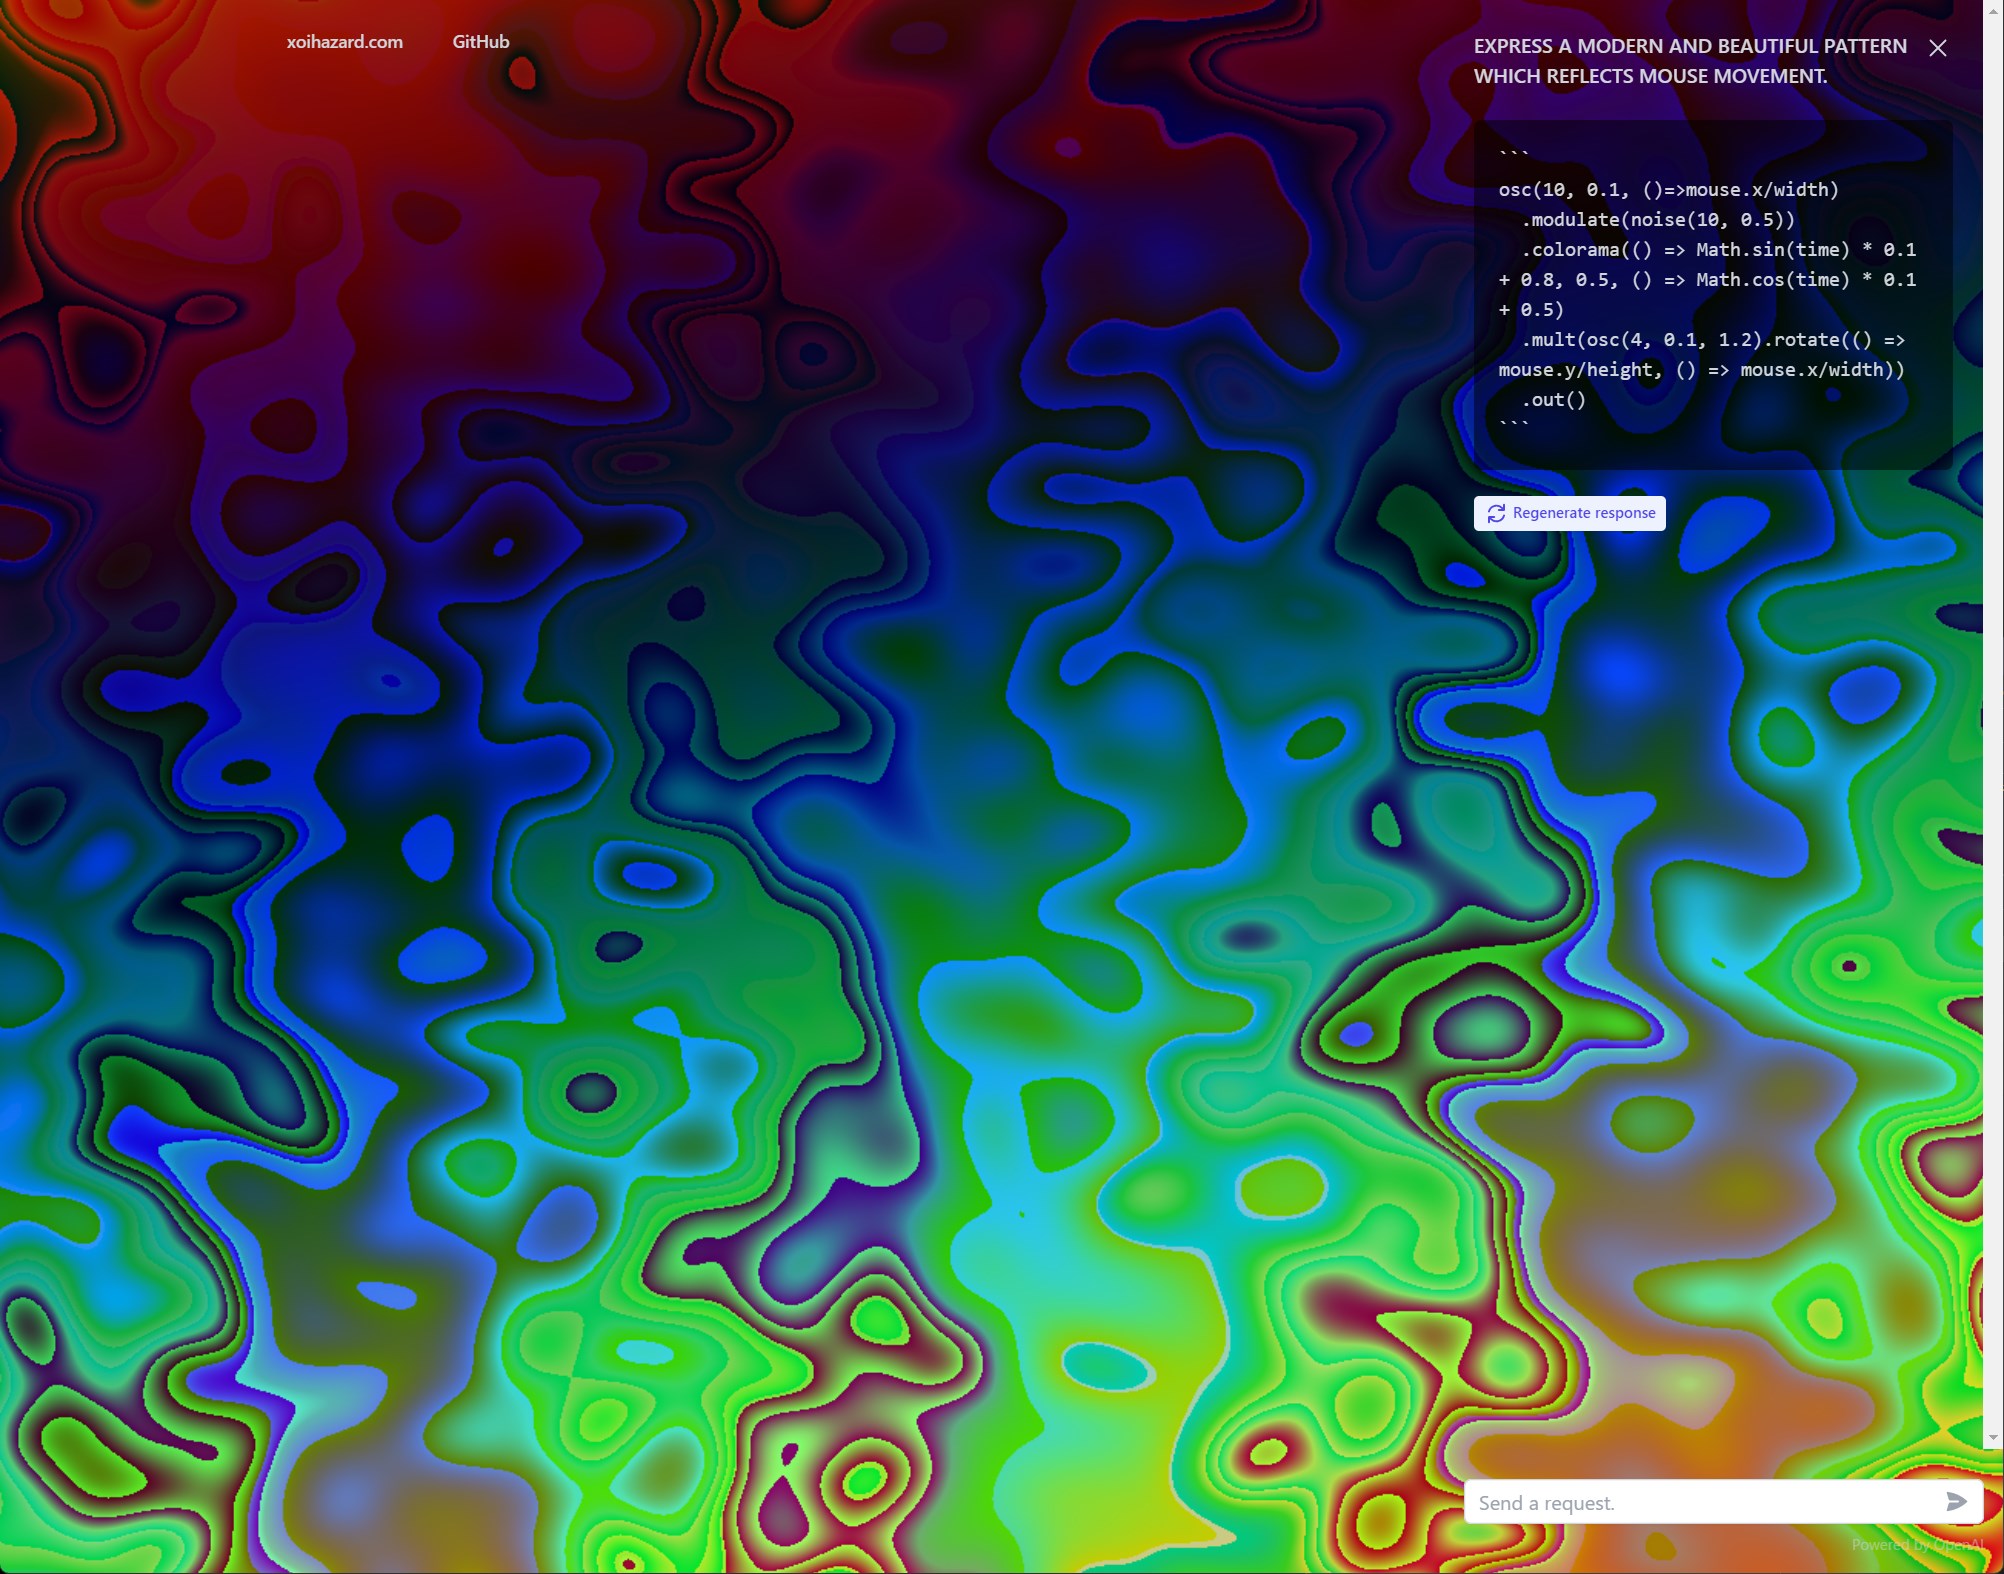 xoihazard.com GitHub
EXPRESS A MODERN AND BEAUTIFUL PATTERN
WHICH REFLECTS MOUSE MOVEMENT.
```
osc(10, 0.1, ()=>mouse.x/width)
  .modulate(noise(10, 0.5))
  .colorama(() => Math.sin(time) * 0.1
+ 0.8, 0.5, () => Math.cos(time) * 0.1
+ 0.5)
  .mult(osc(4, 0.1, 1.2).rotate(() =>
mouse.y/height, () => mouse.x/width))
  .out()
```
Regenerate response
Send a request.
Powered by OpenAI